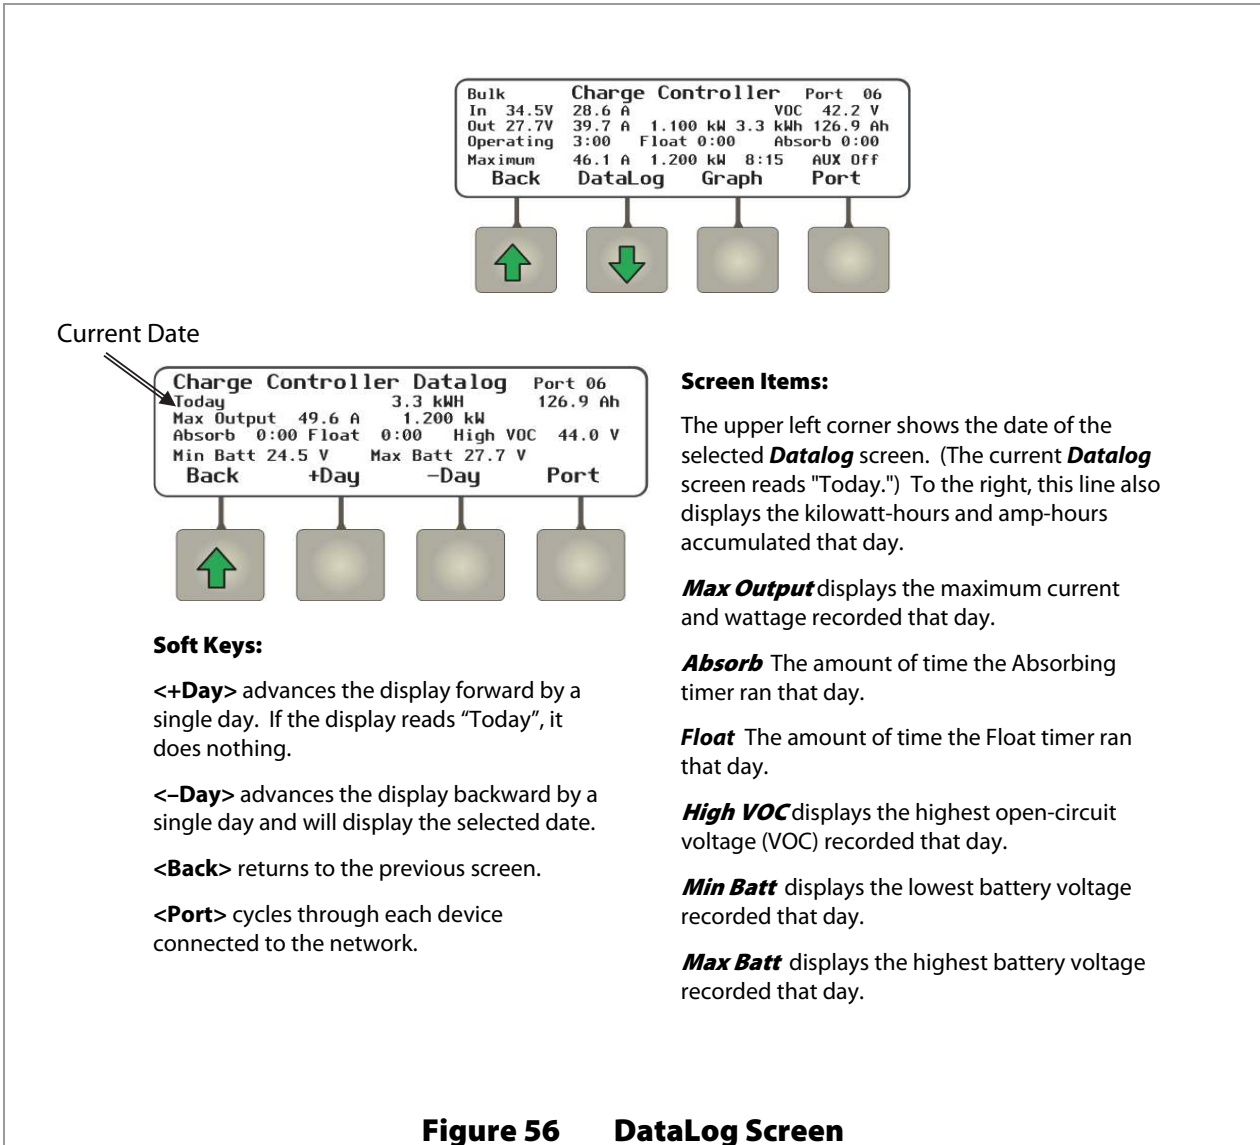 Bulk Charge Controller Port 06
In 34.5V 28.6 A VOC 42.2 V
Out 27.7V 39.7 A 1.100 kW 3.3 kWh 126.9 Ah
Operating 3:00 Float 0:00 Absorb 0:00
Maximum 46.1 A 1.200 kW 8:15 AUX Off
Back DataLog Graph Port
Current Date
Charge Controller Datalog Port 06
Today 3.3 kWH 126.9 Ah
Max Output 49.6 A 1.200 kW
Absorb 0:00 Float 0:00 High VOC 44.0 V
Min Batt 24.5 V Max Batt 27.7 V
Back +Day –Day Port
Soft Keys:
<+Day> advances the display forward by a
single day. If the display reads “Today”, it
does nothing.
<–Day> advances the display backward by a
single day and will display the selected date.
<Back> returns to the previous screen.
<Port> cycles through each device
connected to the network.
Screen Items:
The upper left corner shows the date of the
selected Datalog screen. (The current Datalog
screen reads "Today.") To the right, this line also
displays the kilowatt-hours and amp-hours
accumulated that day.
Max Output displays the maximum current
and wattage recorded that day.
Absorb The amount of time the Absorbing
timer ran that day.
Float The amount of time the Float timer ran
that day.
High VOC displays the highest open-circuit
voltage (VOC) recorded that day.
Min Batt displays the lowest battery voltage
recorded that day.
Max Batt displays the highest battery voltage
recorded that day.
Figure 56 DataLog Screen